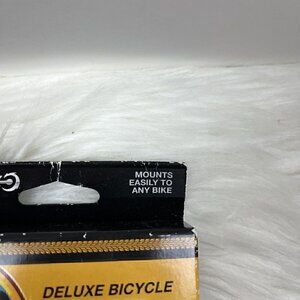 MOUNTS
EASILY TO
ANY BIKE
DELUXE BICYCLE